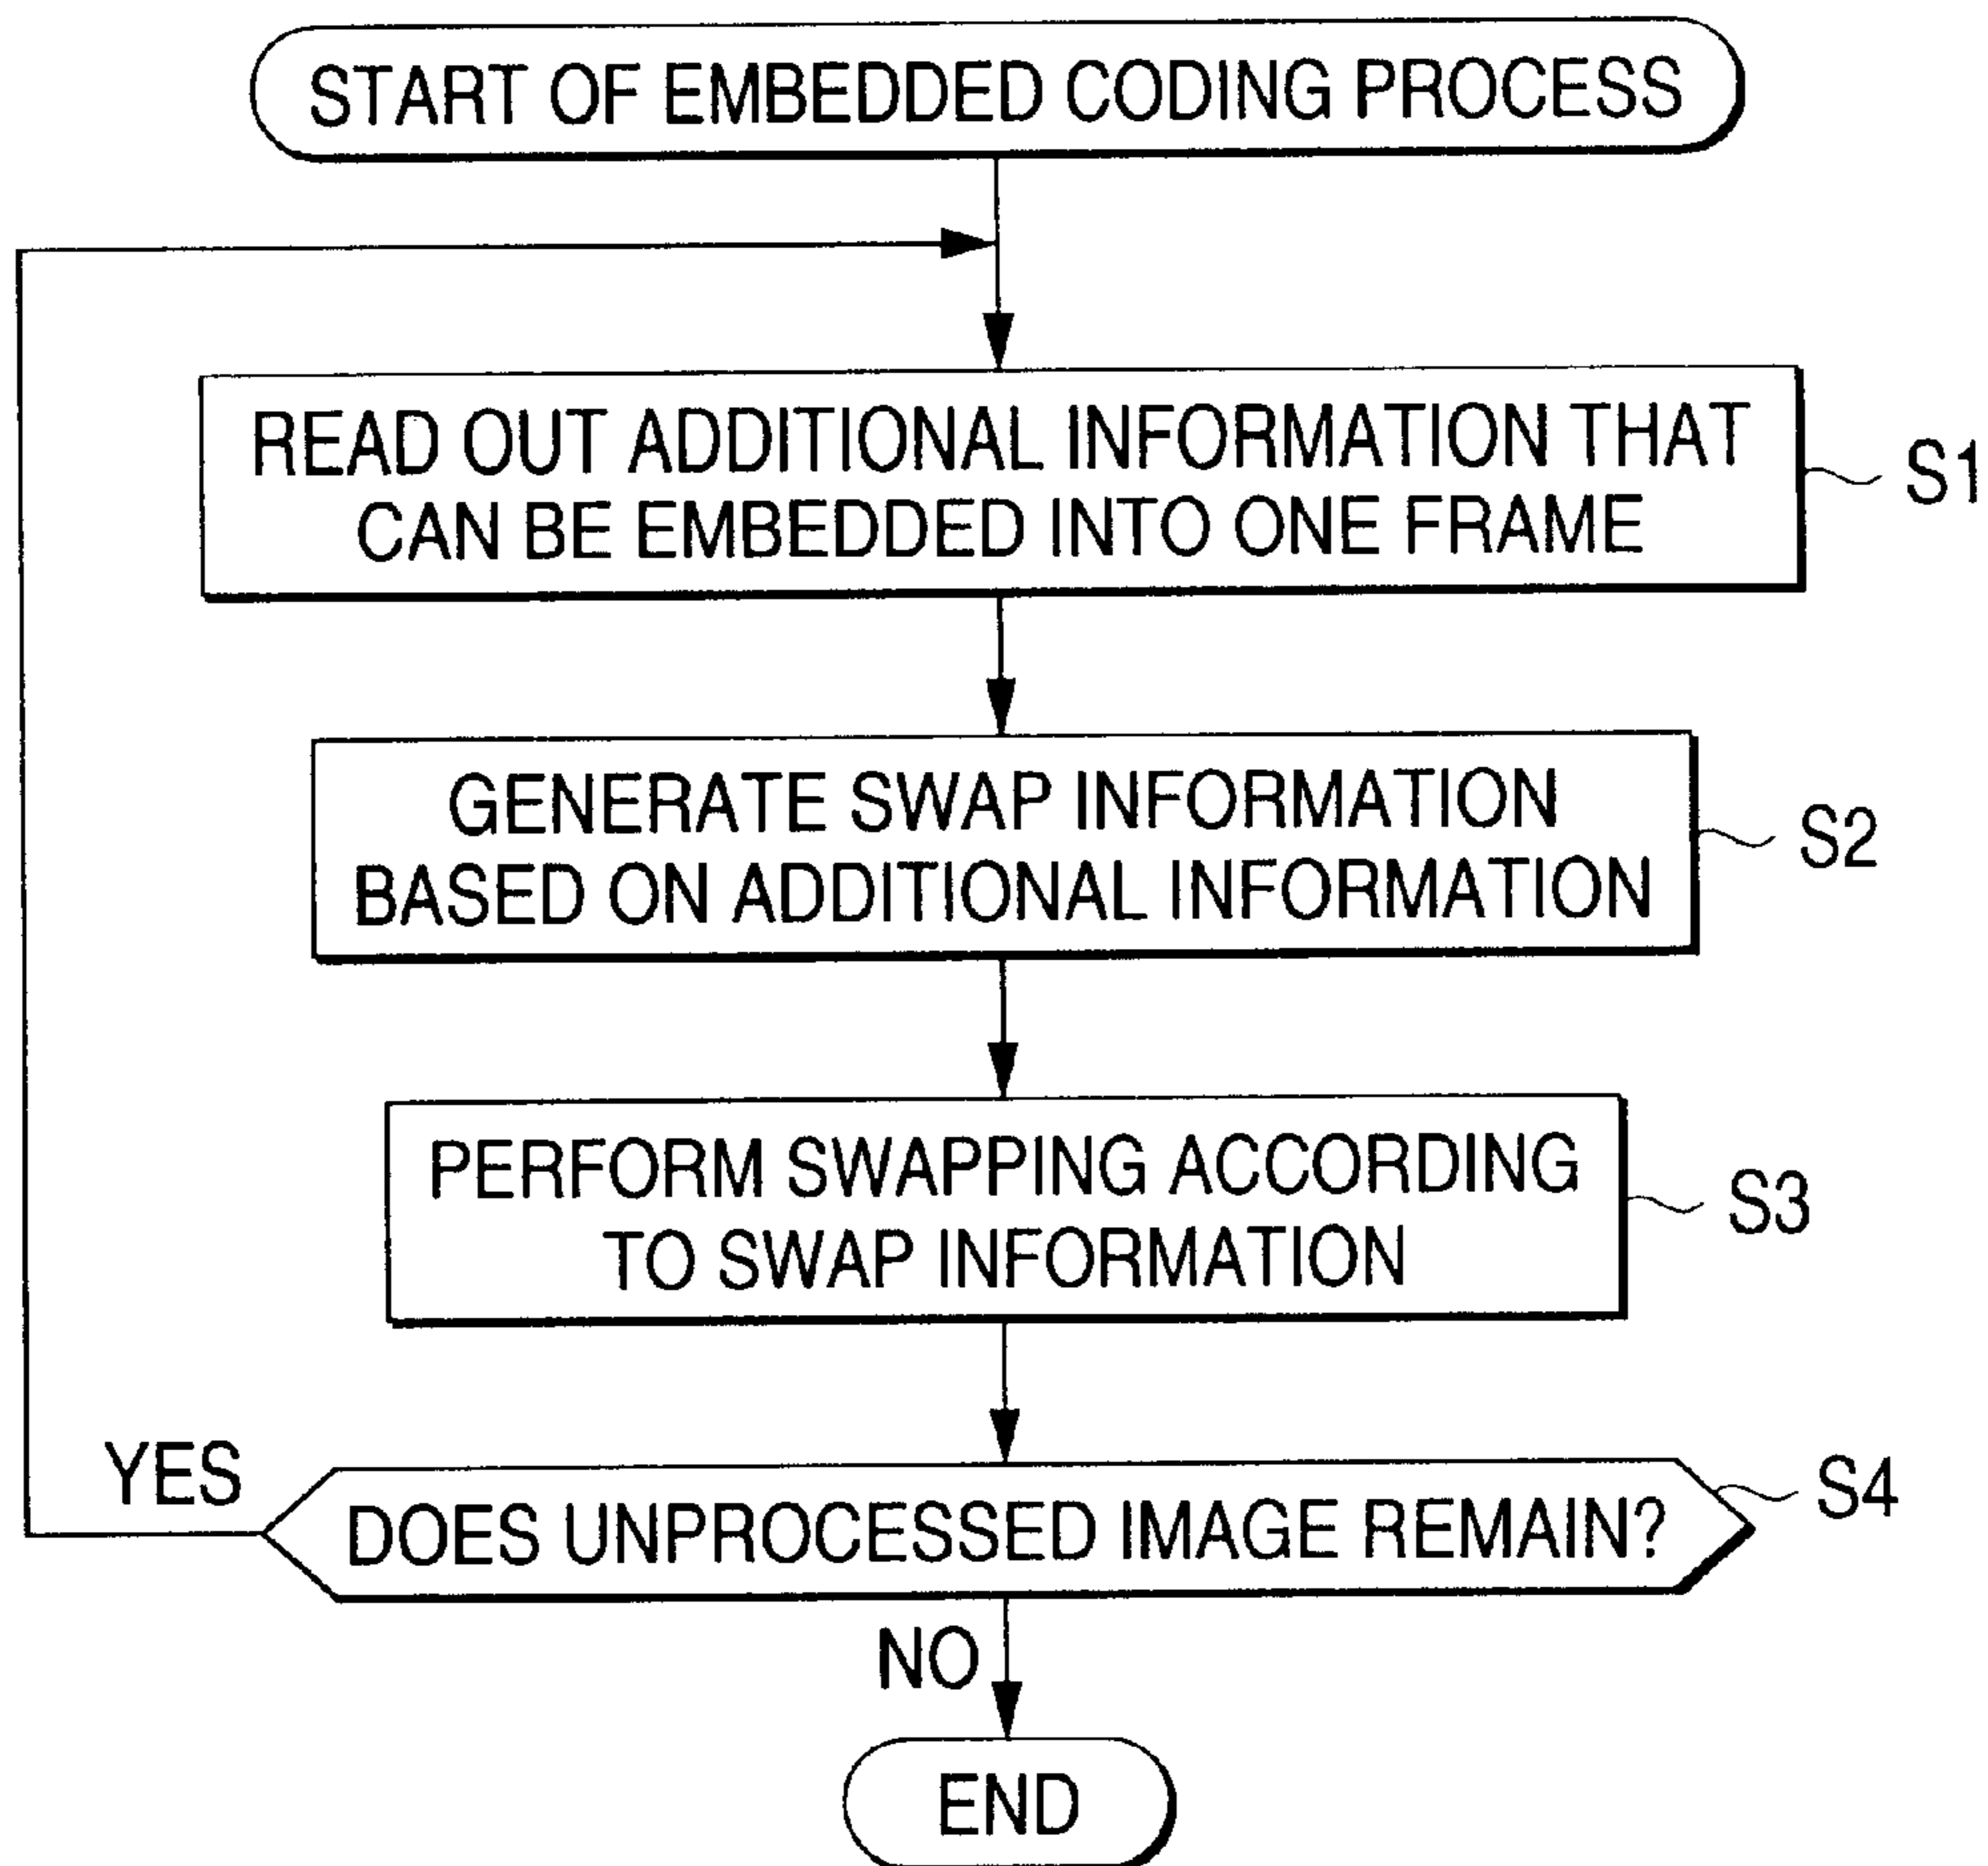 START OF EMBEDDED CODING PROCESS
READ OUT ADDITIONAL INFORMATION THAT
CAN BE EMBEDDED INTO ONE FRAME
S1
GENERATE SWAP INFORMATION
BASED ON ADDITIONAL INFORMATION
S2
PERFORM SWAPPING ACCORDING
TO SWAP INFORMATION
S3
YES
DOES UNPROCESSED IMAGE REMAIN?
S4
NO
END